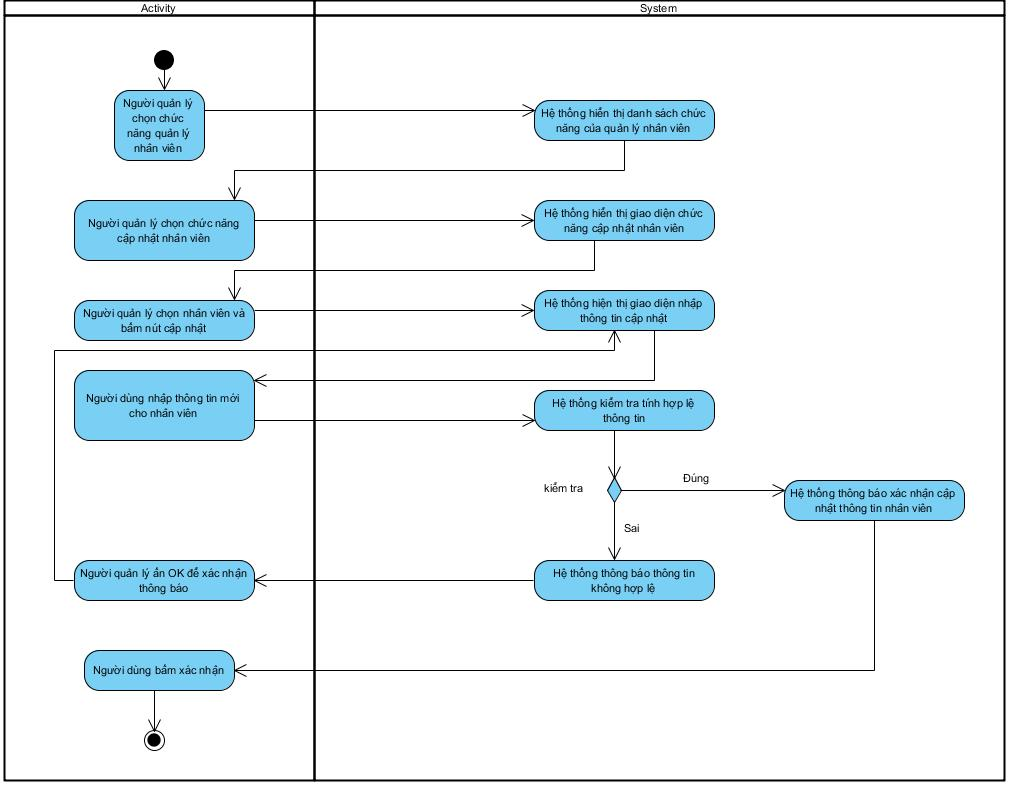 Activity
System
Người quản lý
chọn chức
năng quản lý
nhân viên
Hệ thống hiển thị danh sách chức
năng của quản lý nhân viên
Người quản lý chọn chức năng
cập nhật nhân viên
Hệ thống hiển thị giao diện chức
năng cập nhật nhân viên
Người quản lý chọn nhân viên và
bấm nút cập nhật
Hệ thống hiện thị giao diện nhập
thông tin cập nhật
Người dùng nhập thông tin mới
cho nhân viên
Hệ thống kiểm tra tính hợp lệ
thông tin
kiểm tra
Đúng
Hệ thống thông báo xác nhận cập
nhật thông tin nhân viên
Sai
Người quản lý ấn OK để xác nhận
thông báo
Hệ thống thông báo thông tin
không hợp lệ
Người dùng bấm xác nhận